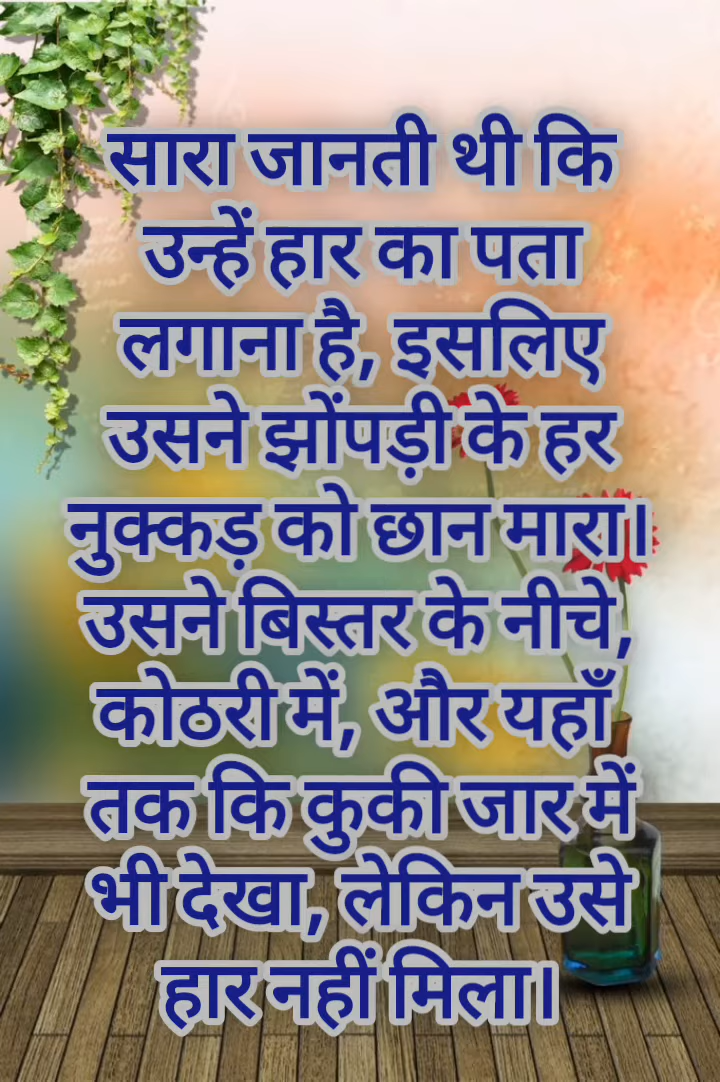 सारा जानती थी कि
उन्हें हार का पता
लगाना है, इसलिए
उसने झोंपड़ी के हर
नुक्कड़ को छान मारा।
उसने बिस्तर के नीचे,
कोठरी में, और यहाँ
तक कि कुकी जार में
भी देखा, लेकिन उसे
हार नहीं मिला।